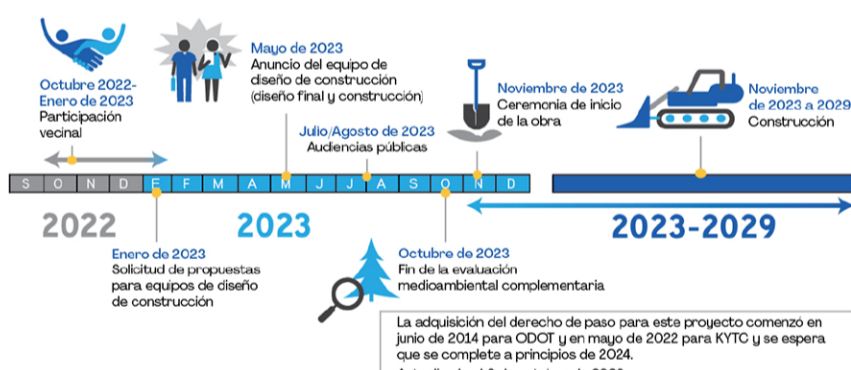 Octubre 2022-
Enero de 2023
Participación
vecinal
Mayo de 2023
Anuncio del equipo de
diseño de construcción
(diseño final y construcción)
Julio/Agosto de 2023
Audiencias públicas
Noviembre de 2023
Ceremonia de inicio
de la obra
Noviembre
de 2023 a 2029
Construcción
S O N D E F M A M J J A S O N D
2022
2023
2023-2029
Enero de 2023
Solicitud de propuestas
para equipos de diseño
de construcción
Octubre de 2023
Fin de la evaluación
medioambiental complementaria
La adquisición del derecho de paso para este proyecto comenzó en
junio de 2014 para ODOT y en mayo de 2022 para KYTC y se espera
que se complete a principios de 2024.